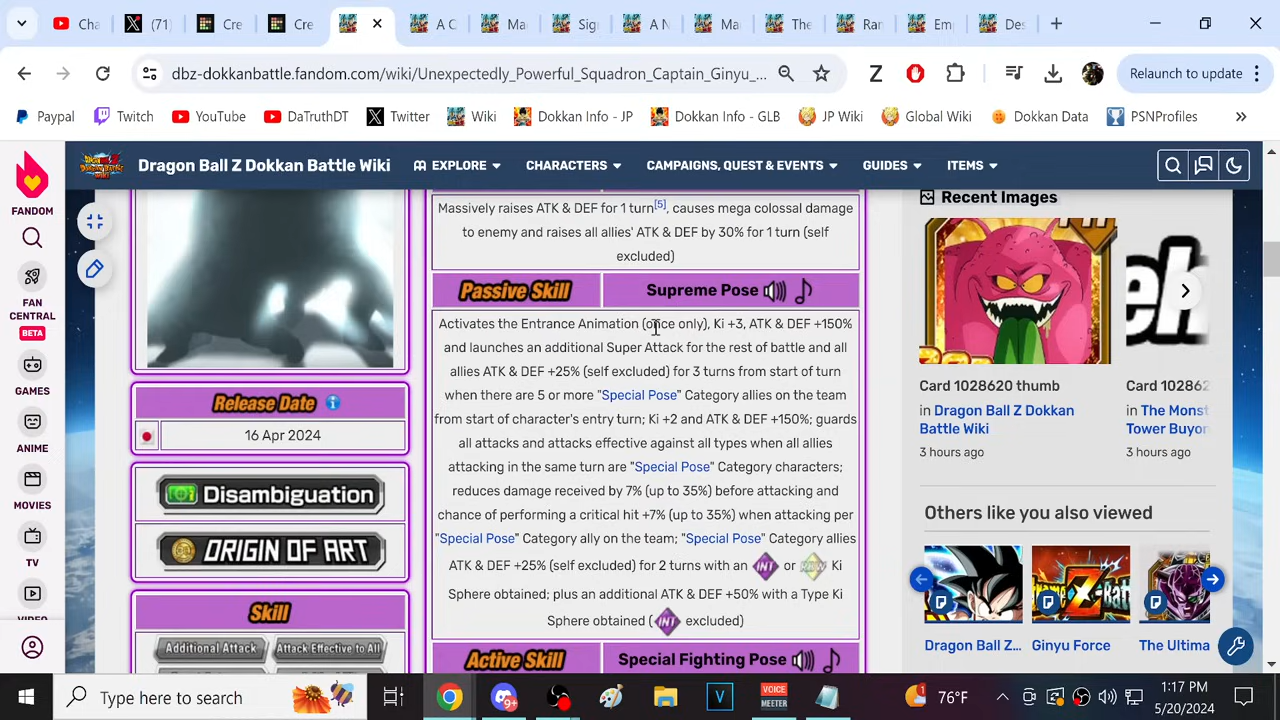 Cha
(71)
Cre
Cre
A C
Ma
Sig
A N
Ma
The
Ran
Em
Des
dbz-dokkanbattle.fandom.com/wiki/Unexpectedly_Powerful_Squadron_Captain_Ginyu_...
Relaunch to update
Paypal
Twitch
YouTube
DaTruthDT
Twitter
Wiki
Dokkan Info - JP
Dokkan Info - GLB
JP Wiki
Global Wiki
Dokkan Data
PSNProfiles
Dragon Ball Z Dokkan Battle Wiki
EXPLORE
CHARACTERS
CAMPAIGNS, QUEST & EVENTS
GUIDES
ITEMS
FANDOM
FAN
CENTRAL
BETA
GAMES
ANIME
MOVIES
TV
VIDEO
Release Date
16 Apr 2024
Disambiguation
ORIGIN OF ART
Skill
Additional Attack
Attack Effective to All
Massively raises ATK & DEF for 1 turn[5], causes mega colossal damage
to enemy and raises all allies' ATK & DEF by 30% for 1 turn (self
excluded)
Passive Skill
Supreme Pose
Activates the Entrance Animation (once only), Ki +3, ATK & DEF +150%
and launches an additional Super Attack for the rest of battle and all
allies ATK & DEF +25% (self excluded) for 3 turns from start of turn
when there are 5 or more "Special Pose" Category allies on the team
from start of character's entry turn; Ki +2 and ATK & DEF +150%; guards
all attacks and attacks effective against all types when all allies
attacking in the same turn are "Special Pose" Category characters;
reduces damage received by 7% (up to 35%) before attacking and
chance of performing a critical hit +7% (up to 35%) when attacking per
"Special Pose" Category ally on the team; "Special Pose" Category allies
ATK & DEF +25% (self excluded) for 2 turns with an INT or RBW Ki
Sphere obtained; plus an additional ATK & DEF +50% with a Type Ki
Sphere obtained (INT excluded)
Active Skill
Special Fighting Pose
Recent Images
Card 1028620 thumb
in Dragon Ball Z Dokkan
Battle Wiki
3 hours ago
Card 10286
in The Monst
Tower Buyon
3 hours ago
Others like you also viewed
Dragon Ball Z...
Ginyu Force
The Ultima
Type here to search
9+
V
VOICE
MEETER
1
76°F
1:17 PM
5/20/2024